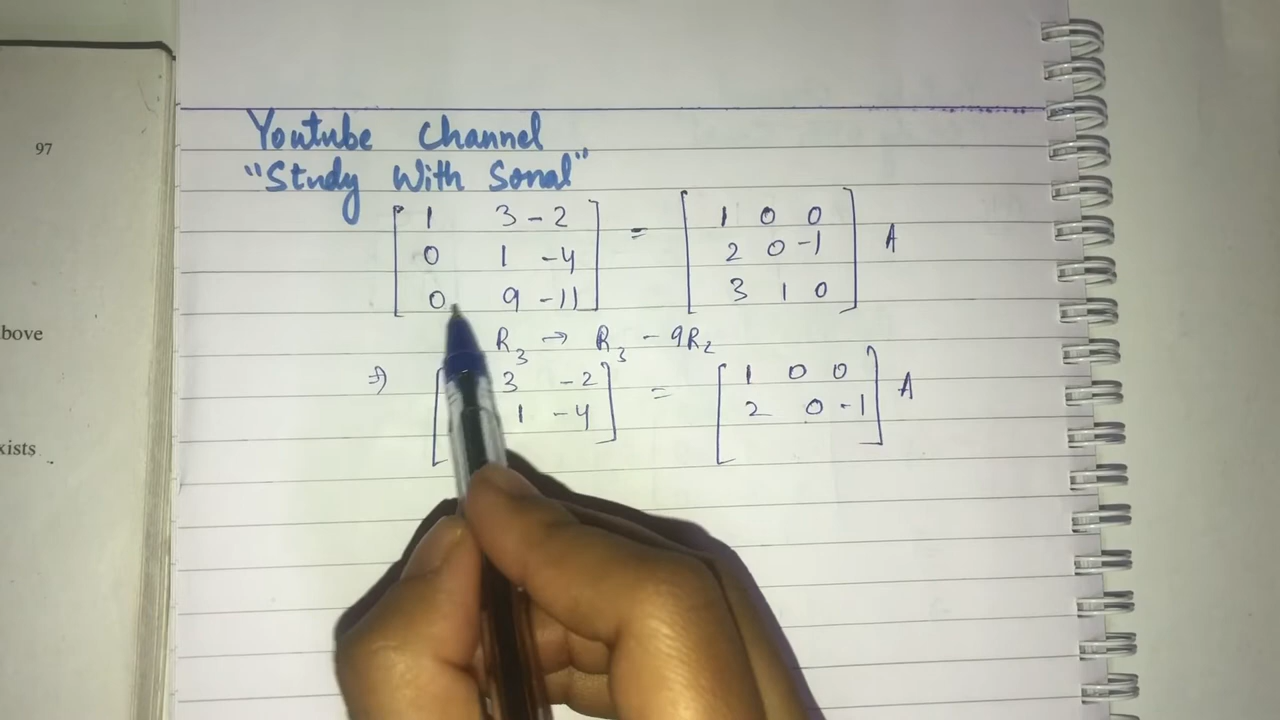 97
Youtube Channel
"Study With Sonal"
1 3 -2 = 1 0 0 A
0 1 -4 2 0 -1
0 9 -11 3 1 0
bove
R3 → R3 - 9R2
⇒ 3 -2 = 1 0 0 A
1 -4 2 0 -1
xists